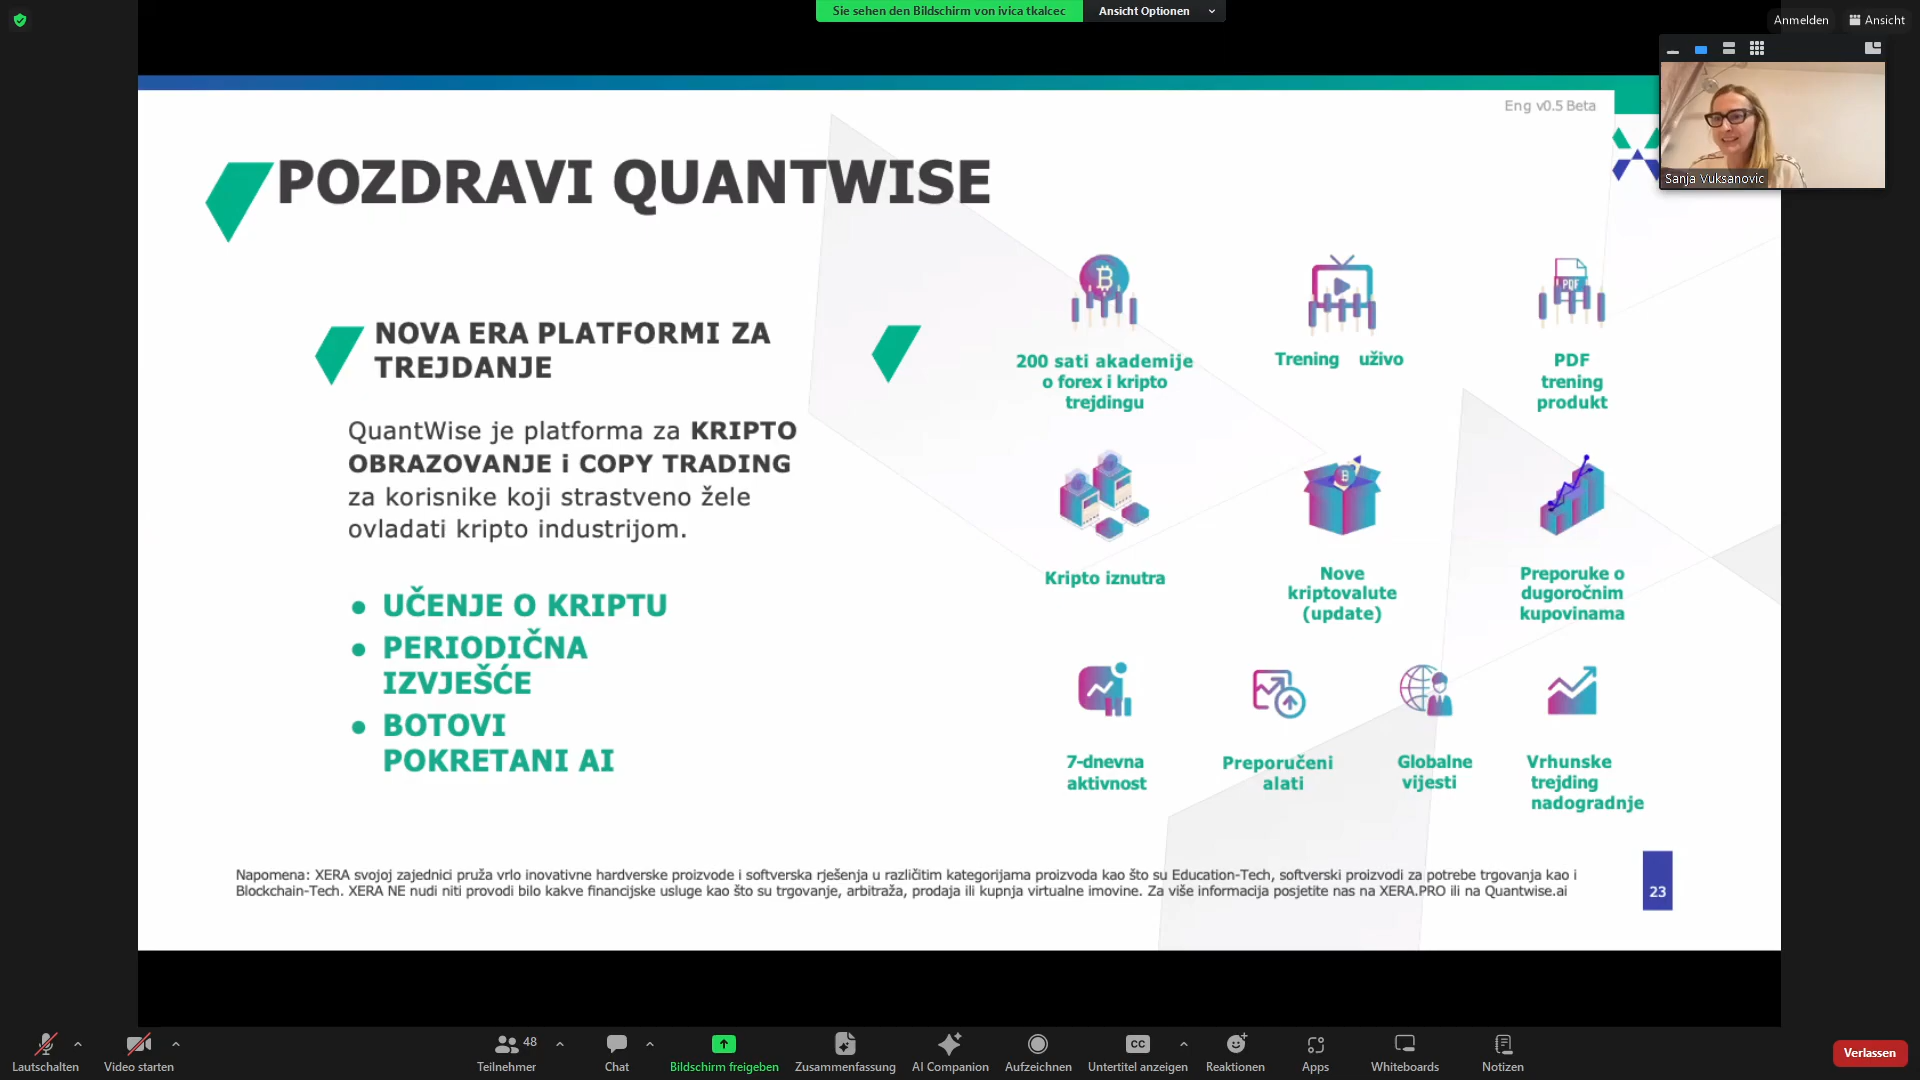 Sie sehen den Bildschirm von ivica tkalcec
Ansicht Optionen
Anmelden
Ansicht
Sanja Vuksanovic
Eng v0.5 Beta
POZDRAVI QUANTWISE
NOVA ERA PLATFORMI ZA
TREJDANJE
QuantWise je platforma za KRIPTO
OBRAZOVANJE i COPY TRADING
za korisnike koji strastveno žele
ovladati kripto industrijom.
• UČENJE O KRIPTU
• PERIODIČNA
IZVJEŠĆE
• BOTOVI
POKRETANI AI
200 sati akademije
o forex i kripto
trejdingu
Trening uživo
PDF
PDF
trening
produkt
Kripto iznutra
Nove
kriptovalute
(update)
Preporuke o
dugoročnim
kupovinama
7-dnevna
aktivnost
Preporučeni
alati
Globalne
vijesti
Vrhunske
trejding
nadogradnje
Napomena: XERA svojoj zajednici pruža vrlo inovativne hardverske proizvode i softverska rješenja u različitim kategorijama proizvoda kao što su Education-Tech, softverski proizvodi za potrebe trgovanja kao i
Blockchain-Tech. XERA NE nudi niti provodi bilo kakve financijske usluge kao što su trgovanje, arbitraža, prodaja ili kupnja virtualne imovine. Za više informacija posjetite nas na XERA.PRO ili na Quantwise.ai
23
Lautschalten
Video starten
48
Teilnehmer
Chat
Bildschirm freigeben
Zusammenfassung
AI Companion
Aufzeichnen
CC
Untertitel anzeigen
Reaktionen
Apps
Whiteboards
Notizen
Verlassen